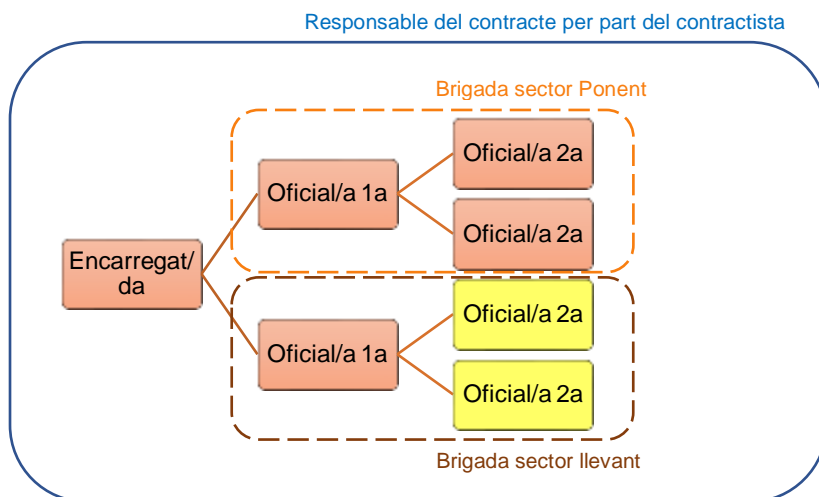 Responsable del contracte per part del contractista
Brigada sector Ponent
Oficial/a 2a
Oficial/a 1a
Oficial/a 2a
Encarregat/
da
Oficial/a 2a
Oficial/a 1a
Oficial/a 2a
Brigada sector llevant